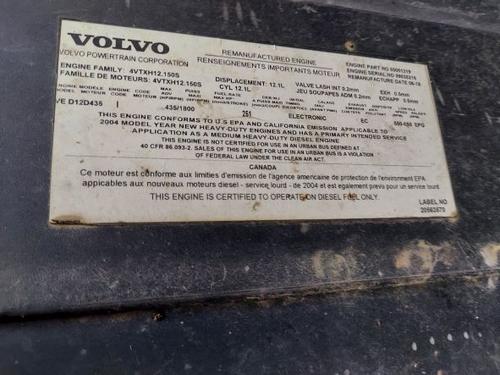 VOLVO
VOLVO POWERTRAIN CORPORATION
REMANUFACTURED ENGINE
RENSEIGNEMENTS IMPORTANTS MOTEUR
ENGINE FAMILY: 4VTXH12.150S
FAMILLE DE MOTEURS: 4VTXH12.150S
DISPLACEMENT: 12.1L
CYL 12.1L
VALVE LASH INT 0.2mm
JEU SOUPAPES ADM 0.2mm
EXH 0.5mm
ECHAPP 0.5mm
REMANUFACTURE DATE
VE D12D435
435/1800
251
ELECTRONIC
EC
THIS ENGINE CONFORMS TO U.S EPA AND CALIFORNIA EMISSION APPLICABLE TO
2004 MODEL YEAR NEW HEAVY-DUTY ENGINES AND HAS A PRIMARY INTENDED SERVICE
APPLICATION AS A MEDIUM HEAVY-DUTY DIESEL ENGINE.
THIS ENGINE IS NOT CERTIFIED FOR USE IN AN URBAN BUS AS DEFINED AT
40 CFR 86.093-2. SALES OF THIS ENGINE FOR USE IN AN URBAN BUS IS A VIOLATION
OF FEDERAL LAW UNDER THE CLEAN AIR ACT.
CANADA
Ce moteur est conforme aux limites d'emission de l'agence americaine de protection de l'environment EPA
applicables aux nouveaux moteurs diesel - service lourd - de 2004 et est egalement prevu pour un service lourd
THIS ENGINE IS CERTIFIED TO OPERATE ON DIESEL FUEL ONLY.
LABEL NO
20562670